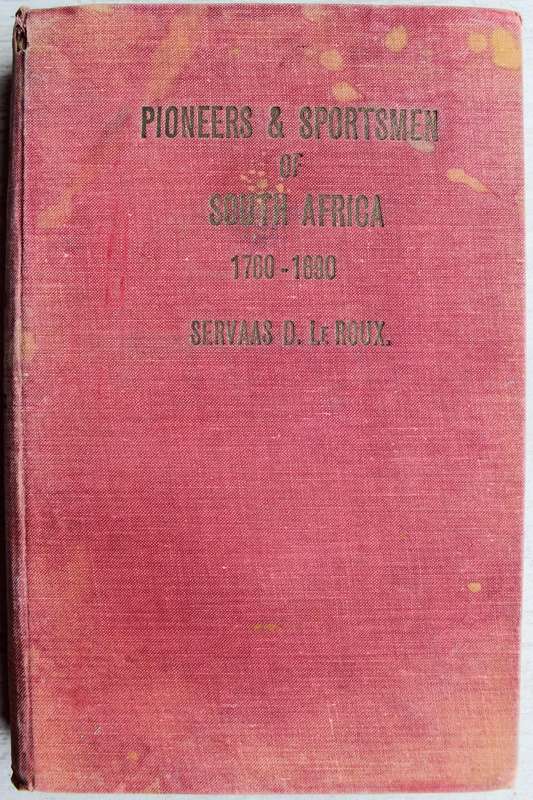 PIONEERS & SPORTSMEN
OF
SOUTH AFRICA
1760-1890
SERVAAS D. LE ROUX.